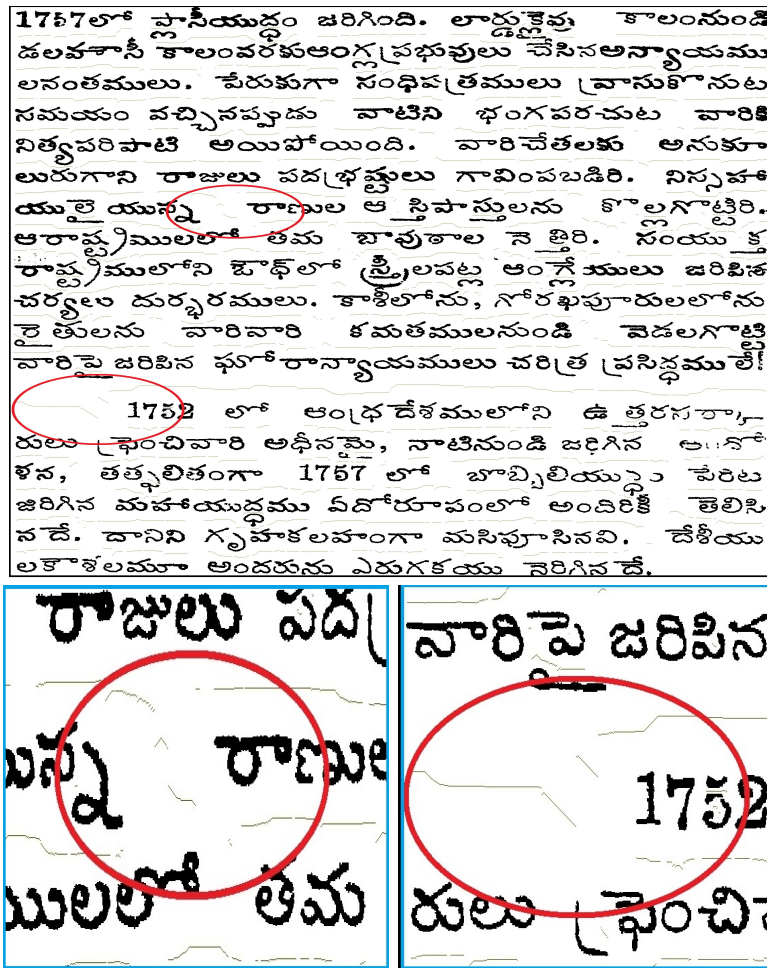 1757లో ప్లాసీయుద్ధం జరిగింది. లార్డుక్లైవు కాలంనుండి
డలహౌసీ కాలంవరకుఆంగ్లప్రభువులు చేసినఅన్యాయము
లనంతములు. పేరుకుగా సంధిపత్రములు వ్రాసుకొనుట
సమయం వచ్చినప్పుడు వాటిని భంగపరచుట వారికి
నిత్యపరిపాటి అయిపోయింది. వారిచేతలకు అనుకూ
లురుగాని రాజులు పదభ్రష్టులు గావింపబడిరి. నిస్సహా
యులైయున్న రాణుల ఆస్తిపాస్తులను కొల్లగొట్టిరి.
ఆరాష్ట్రములలో తమ బావుఠాల నెత్తిరి. సంయుక్త
రాష్ట్రములోని ఔధ్‌లో స్త్రీలపట్ల ఆంగ్లేయులు జరిపిన
చర్యలు దుర్భరములు. కాశీలోను, గోరఖపూరులలోను
రైతులను వారివారి కమతములనుండి వెడలగొట్టి
వారిపై జరిపిన ఘోరాన్యాయములు చరిత్ర ప్రసిద్ధములే!
1752 లో ఆంధ్రదేశములోని ఉత్తరసర్కా
రులు ఫ్రెంచివారి అధీనమై, నాటినుండి జరిగిన
ళన, తత్ఫలితంగా 1757 లో బొబ్బిలియుద్ధం పేరిట
జరిగిన మహాయుద్ధము ఏదోరూపంలో అందరికీ తెలిసి
నదే. దానిని గృహకలహంగా మసిపూసినవి. దేశీయు
లకౌశలమూ అందరును ఎరుగకయు నెరిగినదే.
రాజులు పద
యున్న రాణుల
ములలో తమ
వారిపై జరిపిన
1752
రులు ఫ్రెంచి